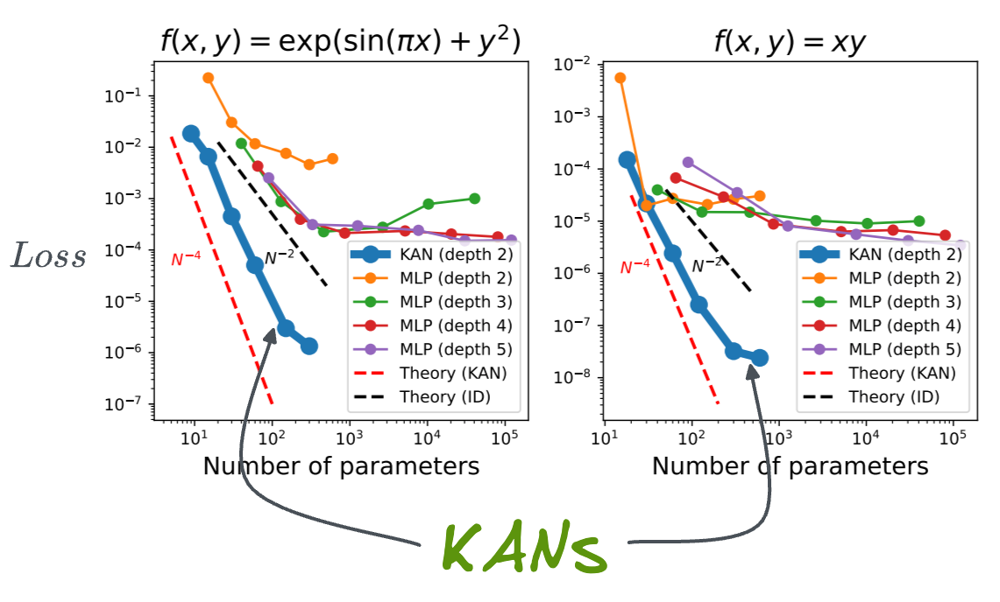 f(x, y) = exp(sin(πx) + y²)
10⁻¹
10⁻²
10⁻³
10⁻⁴
10⁻⁵
10⁻⁶
10⁻⁷
Loss
N⁻⁴
N⁻²
KAN (depth 2)
MLP (depth 2)
MLP (depth 3)
MLP (depth 4)
MLP (depth 5)
Theory (KAN)
Theory (ID)
10¹ 10² 10³ 10⁴ 10⁵
Number of parameters
f(x, y) = xy
10⁻²
10⁻³
10⁻⁴
10⁻⁵
10⁻⁶
10⁻⁷
10⁻⁸
N⁻⁴
N⁻²
KAN (depth 2)
MLP (depth 2)
MLP (depth 3)
MLP (depth 4)
MLP (depth 5)
Theory (KAN)
Theory (ID)
10¹ 10² 10³ 10⁴ 10⁵
Number of parameters
KANs